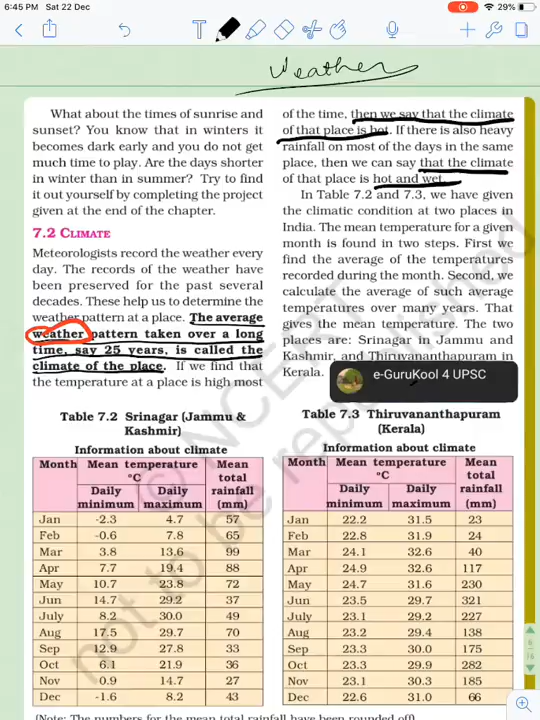 6:45 PM Sat 22 Dec
29%
Weather
What about the times of sunrise and
sunset? You know that in winters it
becomes dark early and you do not get
much time to play. Are the days shorter
in winter than in summer? Try to find
it out yourself by completing the project
given at the end of the chapter.
7.2 CLIMATE
Meteorologists record the weather every
day. The records of the weather have
been preserved for the past several
decades. These help us to determine the
weather pattern at a place. The average
weather pattern taken over a long
time, say 25 years, is called the
climate of the place. If we find that
the temperature at a place is high most
of the time, then we say that the climate
of that place is hot. If there is also heavy
rainfall on most of the days in the same
place, then we can say that the climate
of that place is hot and wet.
In Table 7.2 and 7.3, we have given
the climatic condition at two places in
India. The mean temperature for a given
month is found in two steps. First we
find the average of the temperatures
recorded during the month. Second, we
calculate the average of such average
temperatures over many years. That
gives the mean temperature. The two
places are: Srinagar in Jammu and
Kashmir, and Thiruvananthapuram in
Kerala.
e-GuruKool 4 UPSC
Table 7.2 Srinagar (Jammu &
Kashmir)
Information about climate
Month Mean temperature °C Mean total rainfall (mm)
Daily minimum Daily maximum
Jan -2.3 4.7 57
Feb -0.6 7.8 65
Mar 3.8 13.6 99
Apr 7.7 19.4 88
May 10.7 23.8 72
Jun 14.7 29.2 37
July 8.2 30.0 49
Aug 17.5 29.7 70
Sep 12.9 27.8 33
Oct 6.1 21.9 36
Nov 0.9 14.7 27
Dec -1.6 8.2 43
Table 7.3 Thiruvananthapuram
(Kerala)
Information about climate
Month Mean temperature °C Mean total rainfall (mm)
Daily minimum Daily maximum
Jan 22.2 31.5 23
Feb 22.8 31.9 24
Mar 24.1 32.6 40
Apr 24.9 32.6 117
May 24.7 31.6 230
Jun 23.5 29.7 321
July 23.1 29.2 227
Aug 23.2 29.4 138
Sep 23.3 30.0 175
Oct 23.3 29.9 282
Nov 23.1 30.3 185
Dec 22.6 31.0 66
(Note: The numbers for the mean total rainfall have been rounded off)
© NCERT
not to be republished